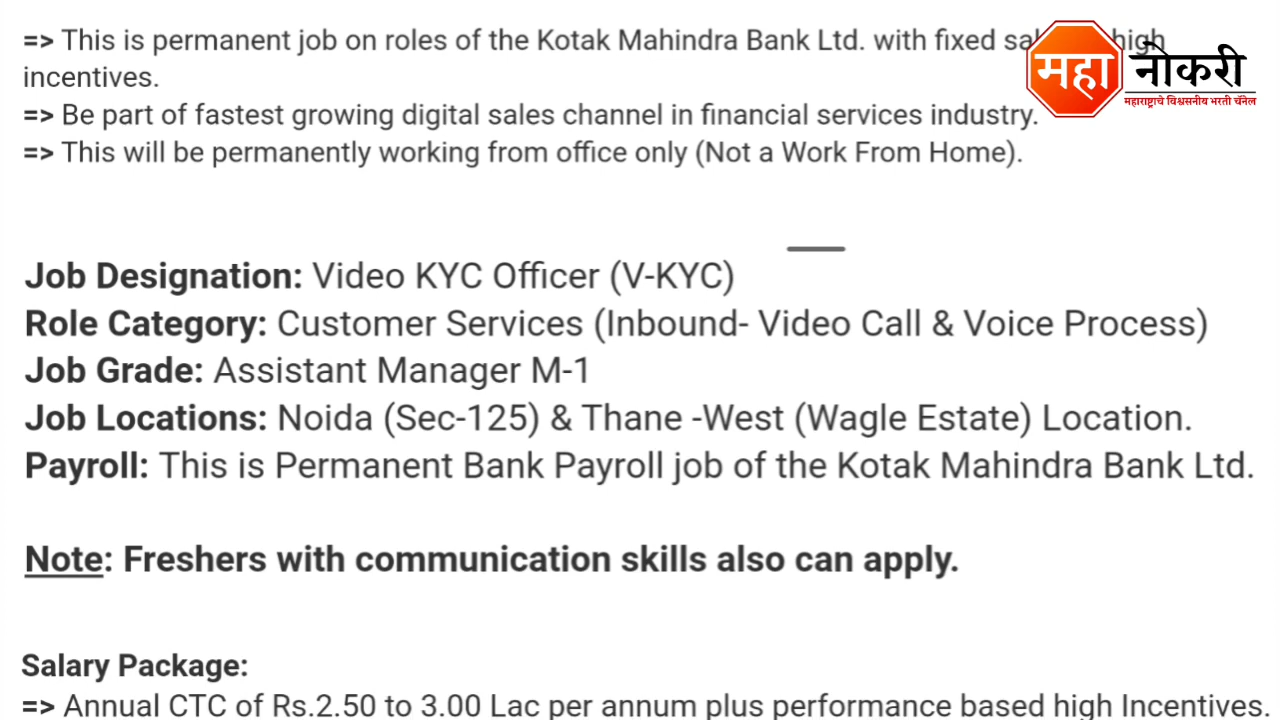 => This is permanent job on roles of the Kotak Mahindra Bank Ltd. with fixed high
incentives.
=> Be part of fastest growing digital sales channel in financial services industry.
=> This will be permanently working from office only (Not a Work From Home).
महा नोकरी
महाराष्ट्राचे विश्वसनीय भरती चॅनेल
Job Designation: Video KYC Officer (V-KYC)
Role Category: Customer Services (Inbound- Video Call & Voice Process)
Job Grade: Assistant Manager M-1
Job Locations: Noida (Sec-125) & Thane -West (Wagle Estate) Location.
Payroll: This is Permanent Bank Payroll job of the Kotak Mahindra Bank Ltd.
Note: Freshers with communication skills also can apply.
Salary Package:
=> Annual CTC of Rs.2.50 to 3.00 Lac per annum plus performance based high Incentives.